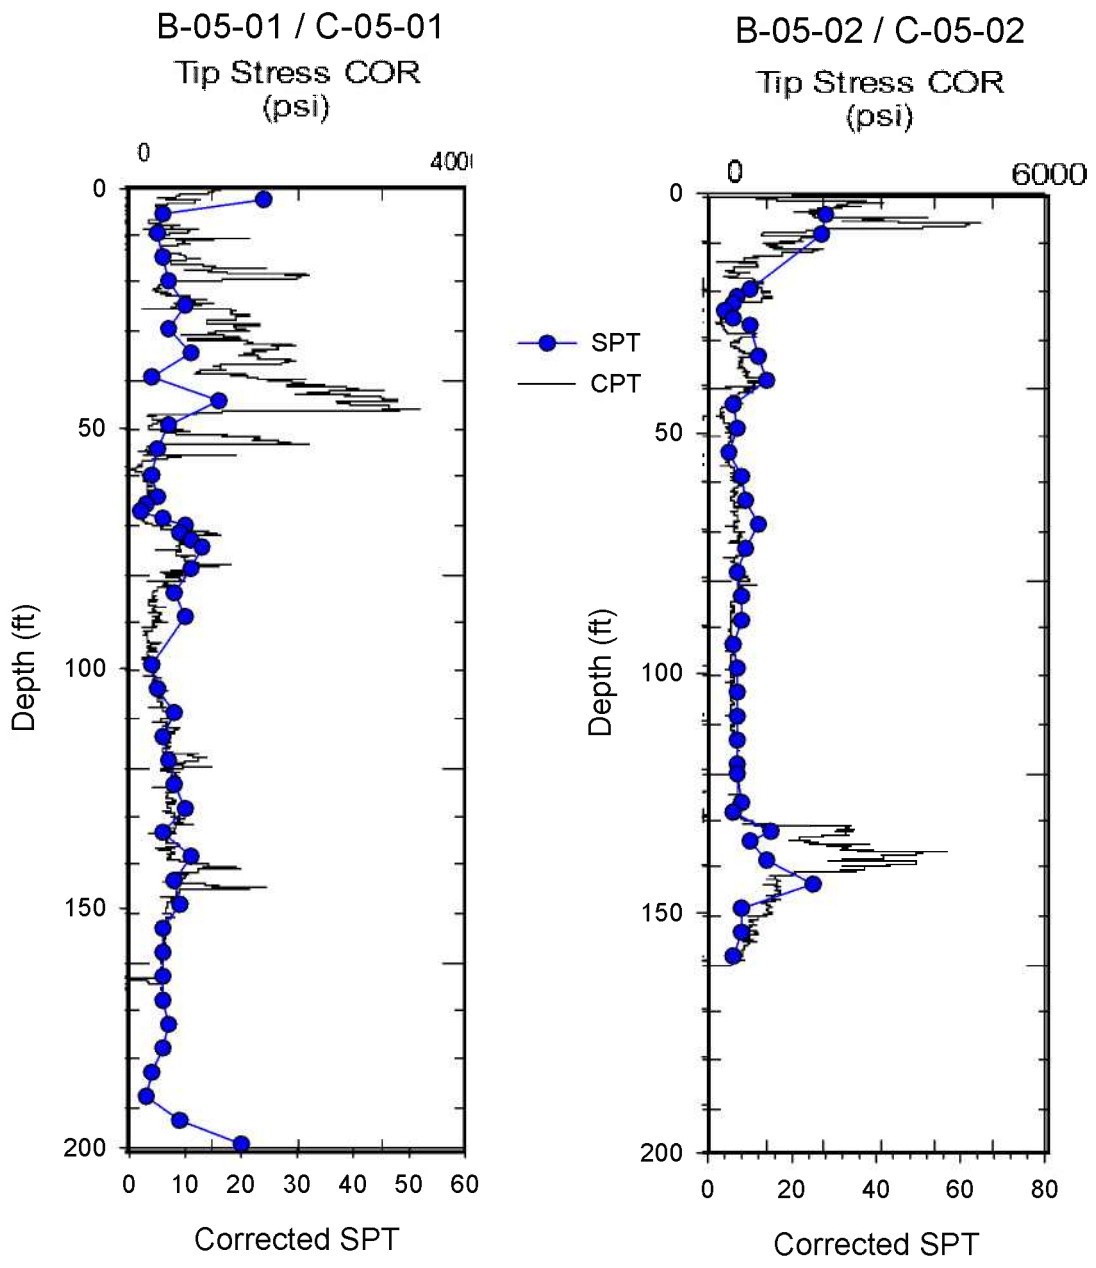 B-05-01 / C-05-01
Tip Stress COR
(psi)
0 4000
0
50
100
150
200
0 10 20 30 40 50 60
Depth (ft)
Corrected SPT
SPT
CPT
B-05-02 / C-05-02
Tip Stress COR
(psi)
0 6000
0
50
100
150
200
0 20 40 60 80
Depth (ft)
Corrected SPT